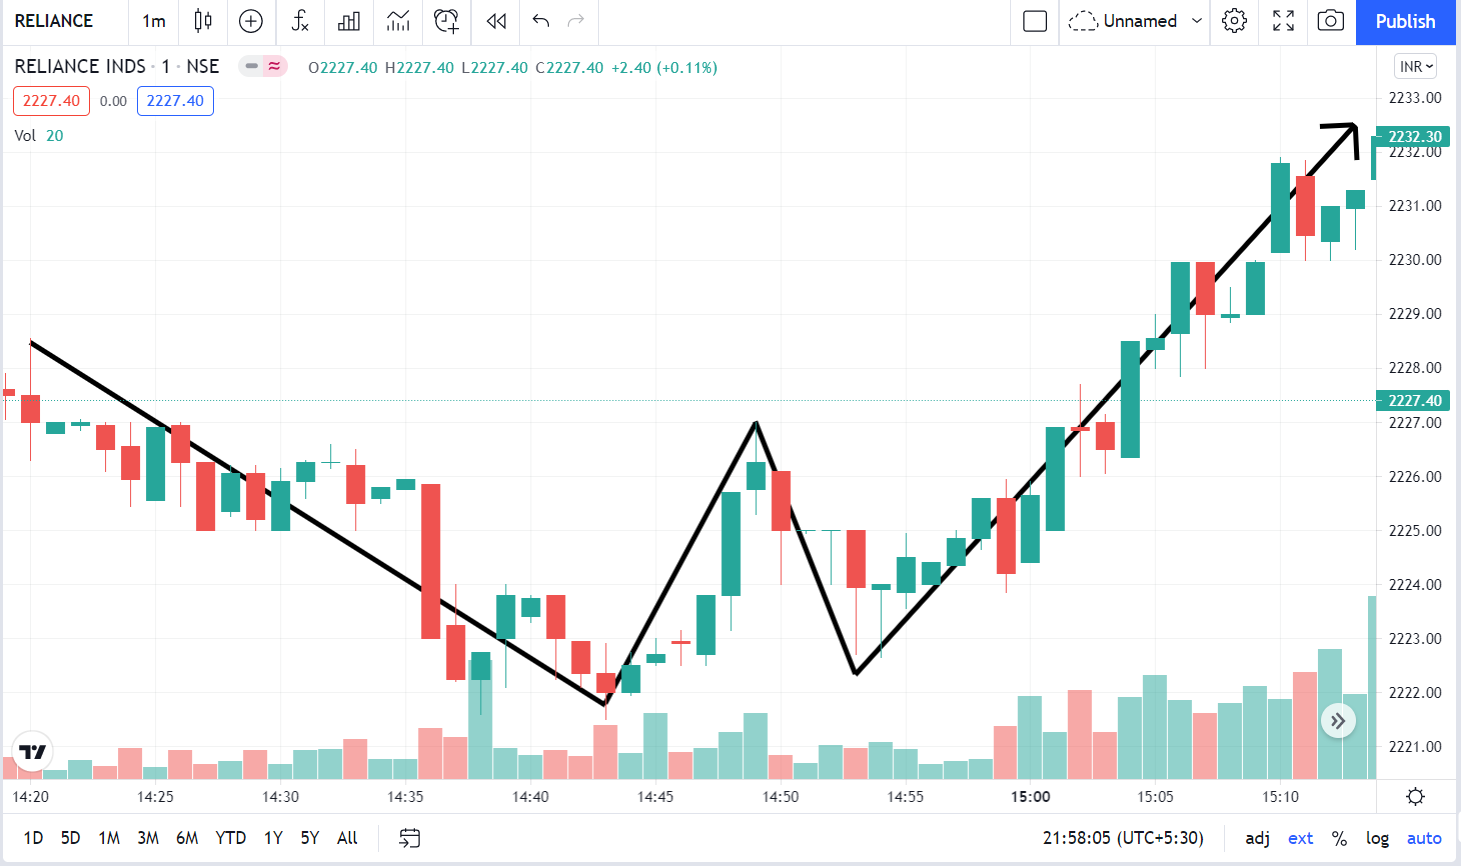 RELIANCE 1m fx Unnamed Publish
RELIANCE INDS · 1 · NSE O2227.40 H2227.40 L2227.40 C2227.40 +2.40 (+0.11%) INR
2227.40 0.00 2227.40
Vol 20
2233.00
2232.30
2232.00
2231.00
2230.00
2229.00
2228.00
2227.40
2227.00
2226.00
2225.00
2224.00
2223.00
2222.00
2221.00
14:20 14:25 14:30 14:35 14:40 14:45 14:50 14:55 15:00 15:05 15:10
1D 5D 1M 3M 6M YTD 1Y 5Y All 21:58:05 (UTC+5:30) adj ext % log auto